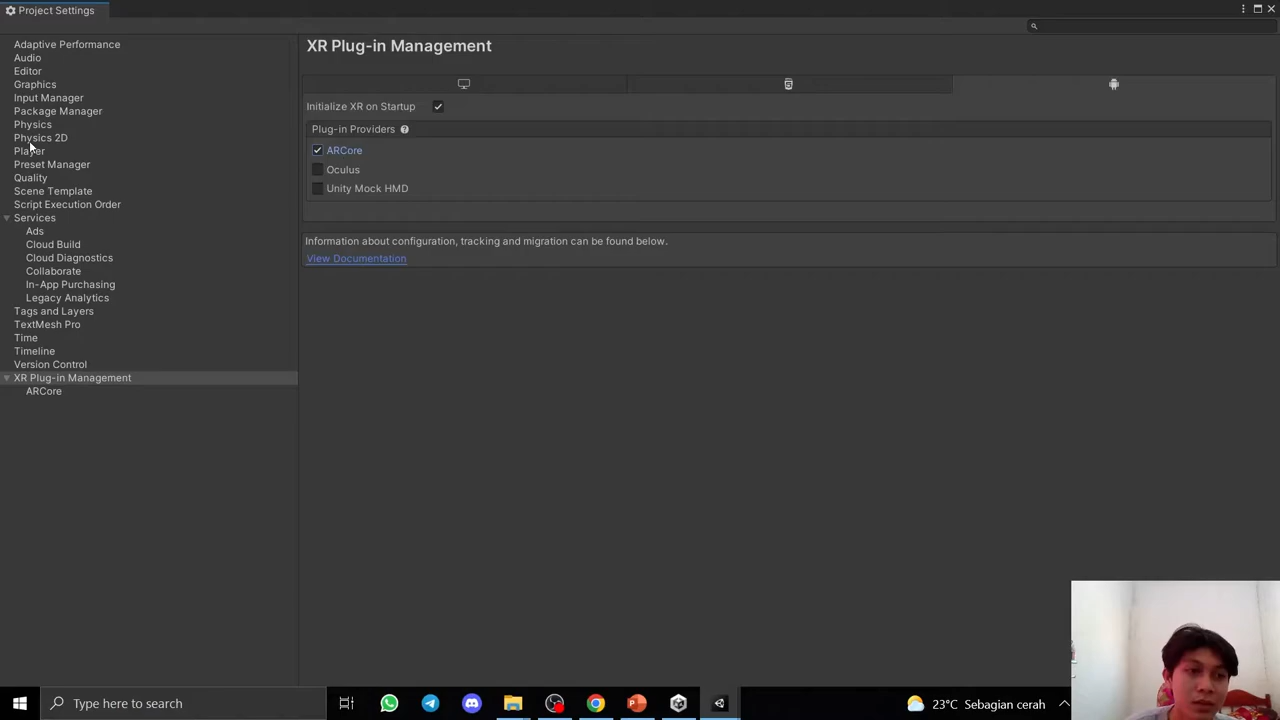 Project Settings
Adaptive Performance
Audio
Editor
Graphics
Input Manager
Package Manager
Physics
Physics 2D
Player
Preset Manager
Quality
Scene Template
Script Execution Order
Services
Ads
Cloud Build
Cloud Diagnostics
Collaborate
In-App Purchasing
Legacy Analytics
Tags and Layers
TextMesh Pro
Time
Timeline
Version Control
XR Plug-in Management
ARCore
XR Plug-in Management
Initialize XR on Startup
Plug-in Providers
ARCore
Oculus
Unity Mock HMD
Information about configuration, tracking and migration can be found below.
View Documentation
Type here to search
23°C Sebagian cerah